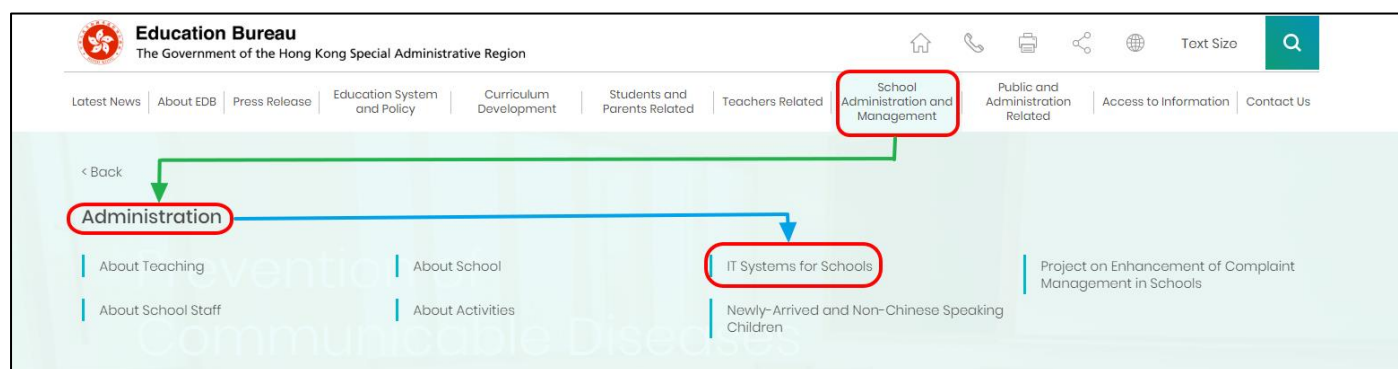 Education Bureau
The Government of the Hong Kong Special Administrative Region
Text Size
Latest News
About EDB
Press Release
Education System
and Policy
Curriculum
Development
Students and
Parents Related
Teachers Related
School
Administration and
Management
Public and
Administration
Related
Access to Information
Contact Us
< Back
Administration
About Teaching
About School
IT Systems for Schools
Project on Enhancement of Complaint
Management in Schools
About School Staff
About Activities
Newly-Arrived and Non-Chinese Speaking
Children
Prevention of
Communicable Diseases